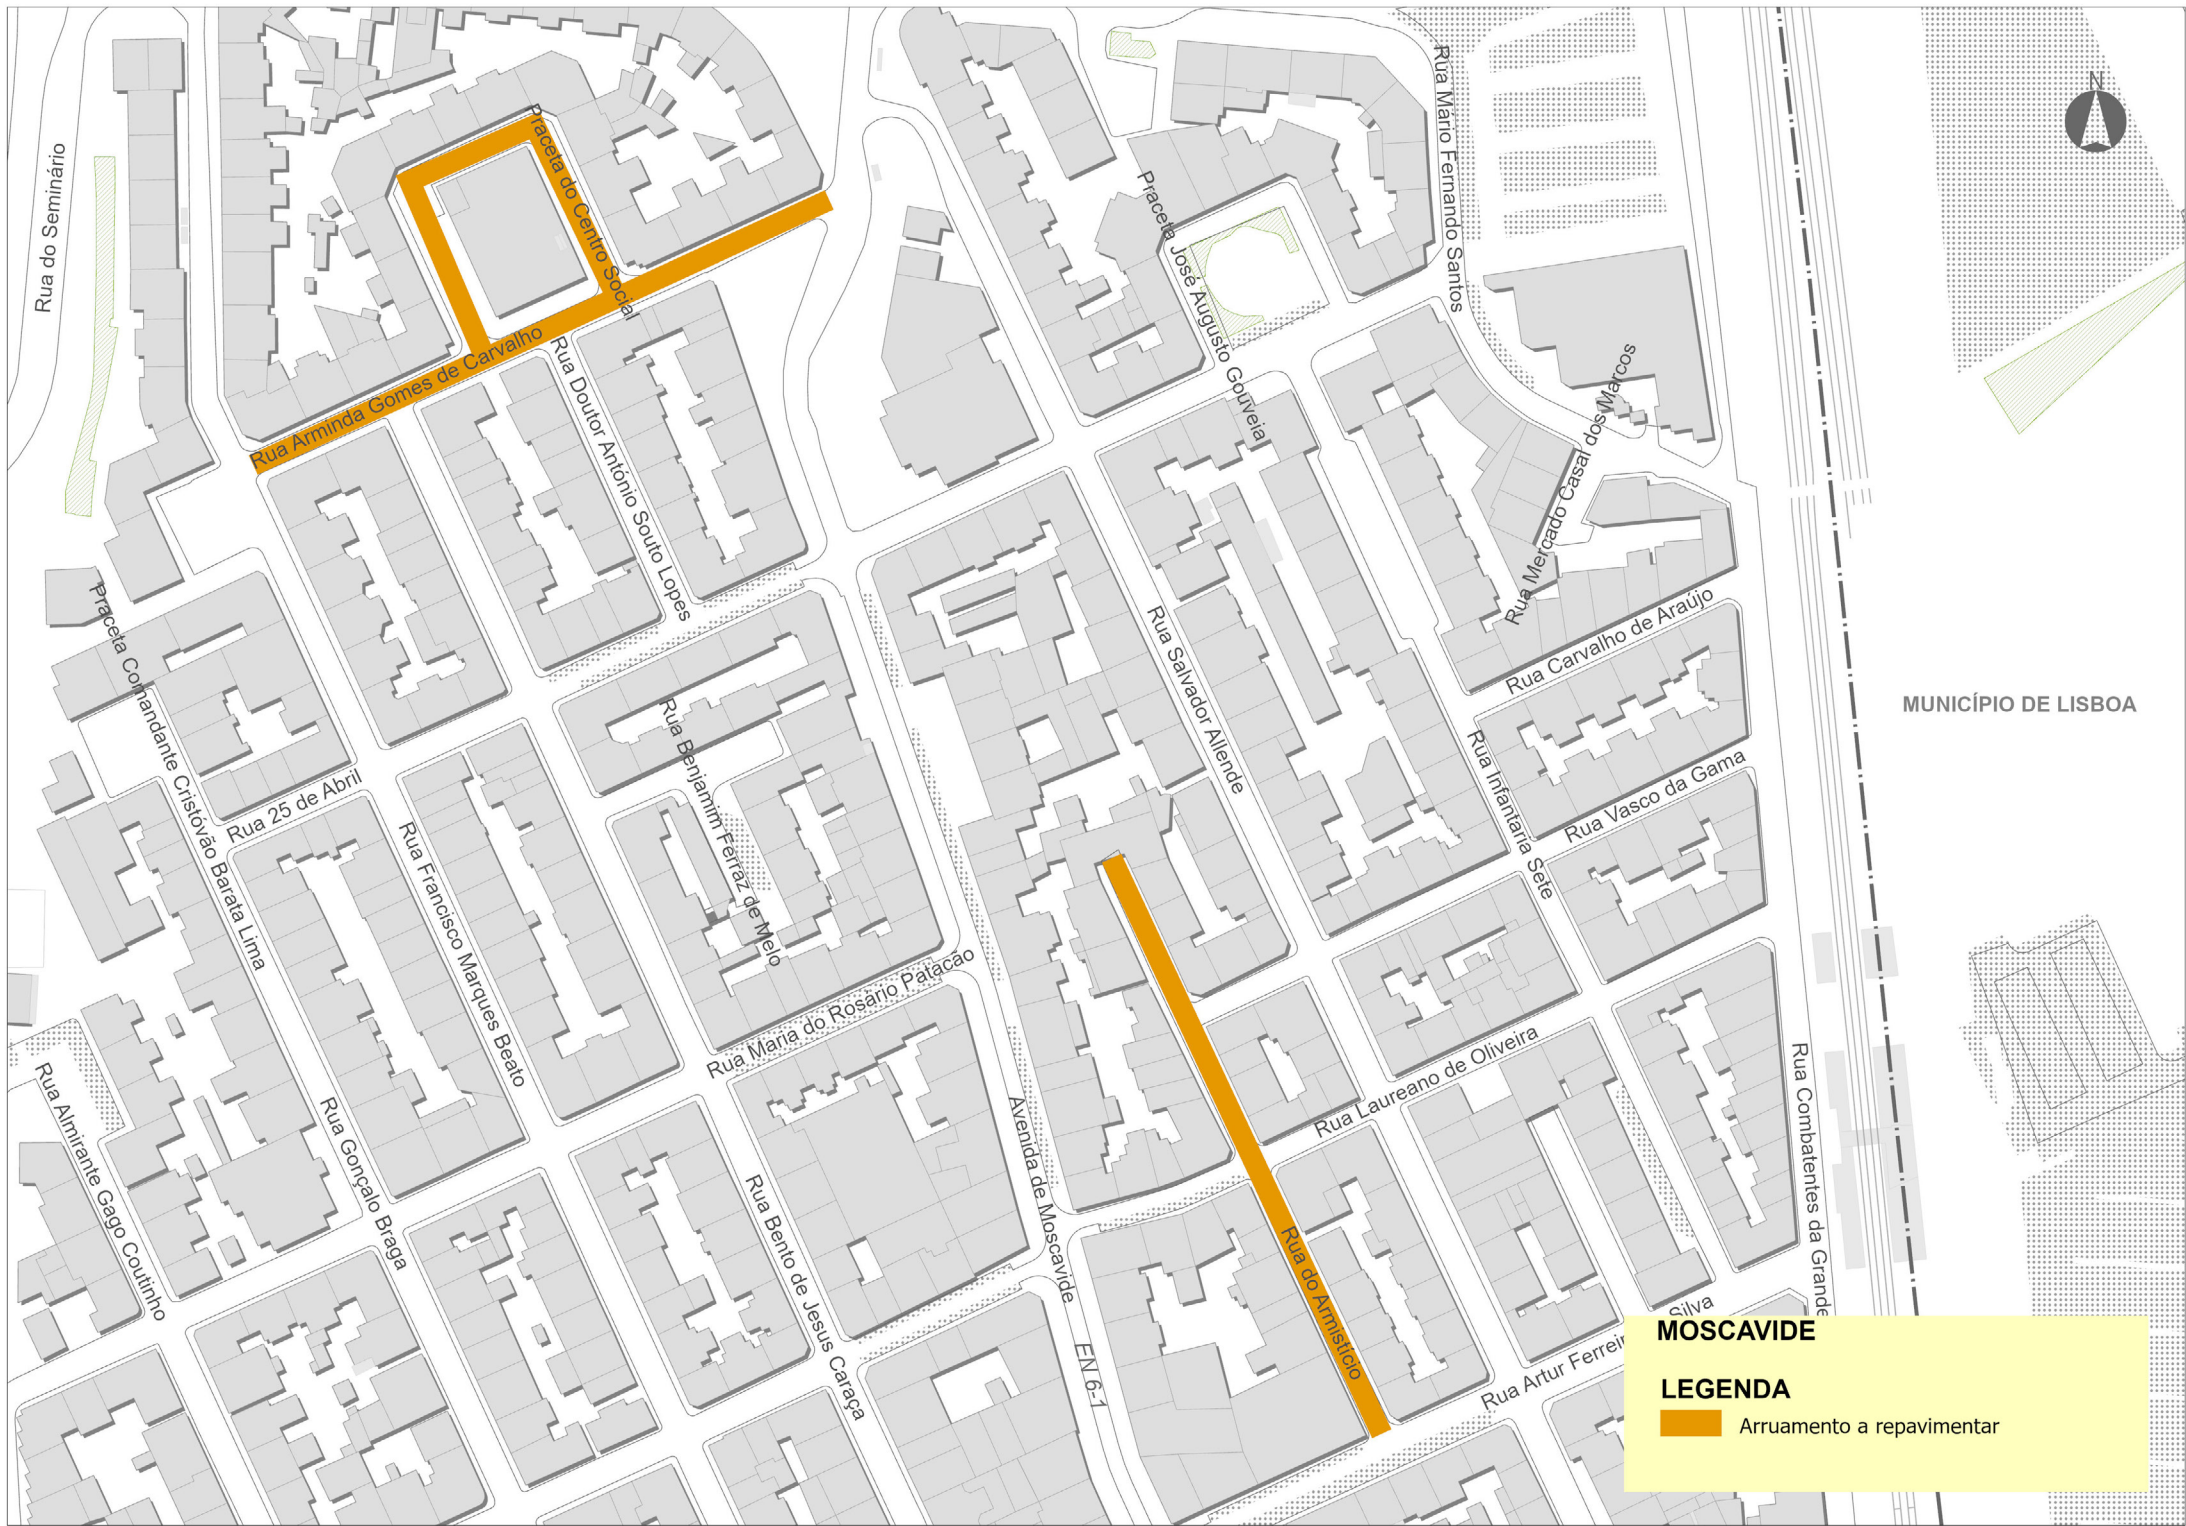 N
Rua do Seminário
Praceta do Centro Social
Rua Mário Fernando Santos
Praceta José Augusto Gouveia
Rua Arminda Gomes de Carvalho
Rua Doutor António Souto Lopes
Rua Mercado Casal dos Marcos
Praceta Comandante Cristóvão Barata Lima
Rua Salvador Allende
Rua Carvalho de Araújo
MUNICÍPIO DE LISBOA
Rua Benjamim Ferraz de Melo
Rua Infantaria Sete
Rua Vasco da Gama
Rua 25 de Abril
Rua Francisco Marques Beato
Rua Maria do Rosário Patacão
Rua Laureano de Oliveira
Rua Combatentes da Grande
Rua Almirante Gago Coutinho
Rua Gonçalo Braga
Avenida de Moscavide
Rua Bento de Jesus Caraça
Rua do Armistício
EN 6-1
Rua Artur Ferrei Silva
MOSCAVIDE
LEGENDA
Arruamento a repavimentar